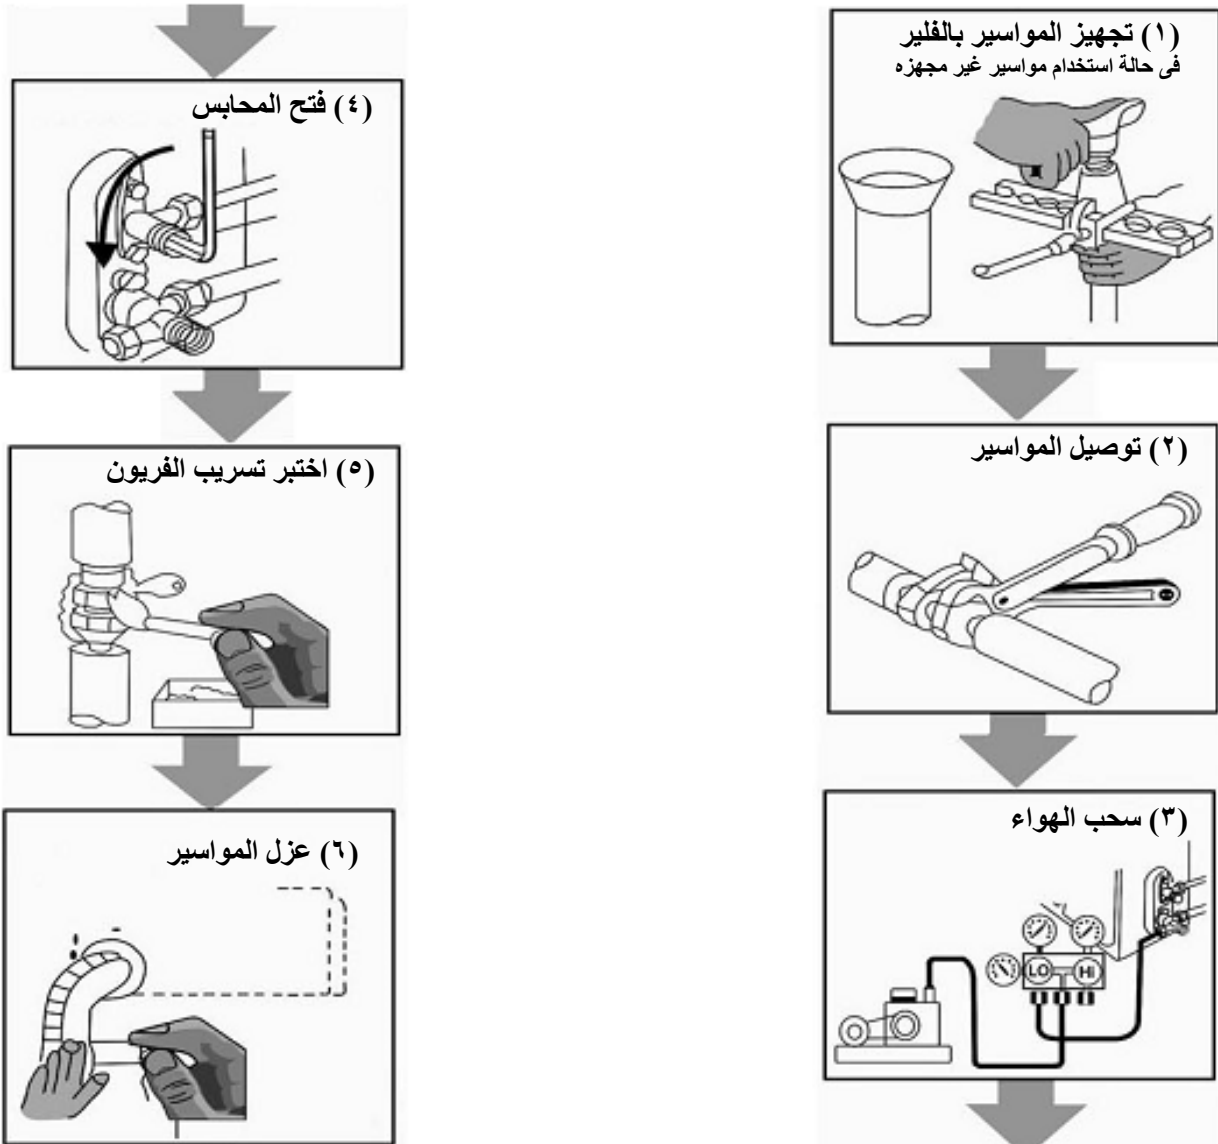 (١) تجهيز المواسير بالفلير
فى حالة استخدام مواسير غير مجهزه
(٢) توصيل المواسير
(٣) سحب الهواء
LO Hi
(٤) فتح المحابس
(٥) اختبر تسريب الفريون
(٦) عزل المواسير